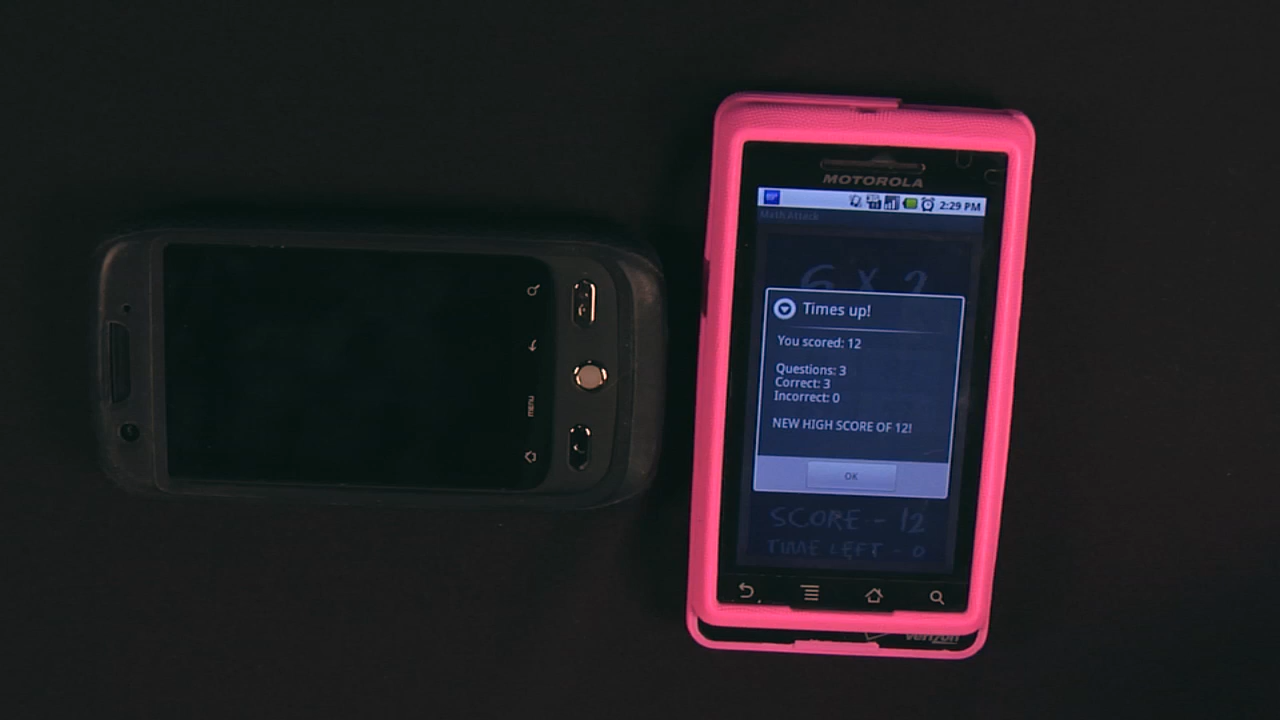 menu
MOTOROLA
2:29 PM
Math Attack
6 X 2
Times up!
You scored: 12
Questions: 3
Correct: 3
Incorrect: 0
NEW HIGH SCORE OF 12!
OK
SCORE - 12
TIME LEFT - 0
verizon